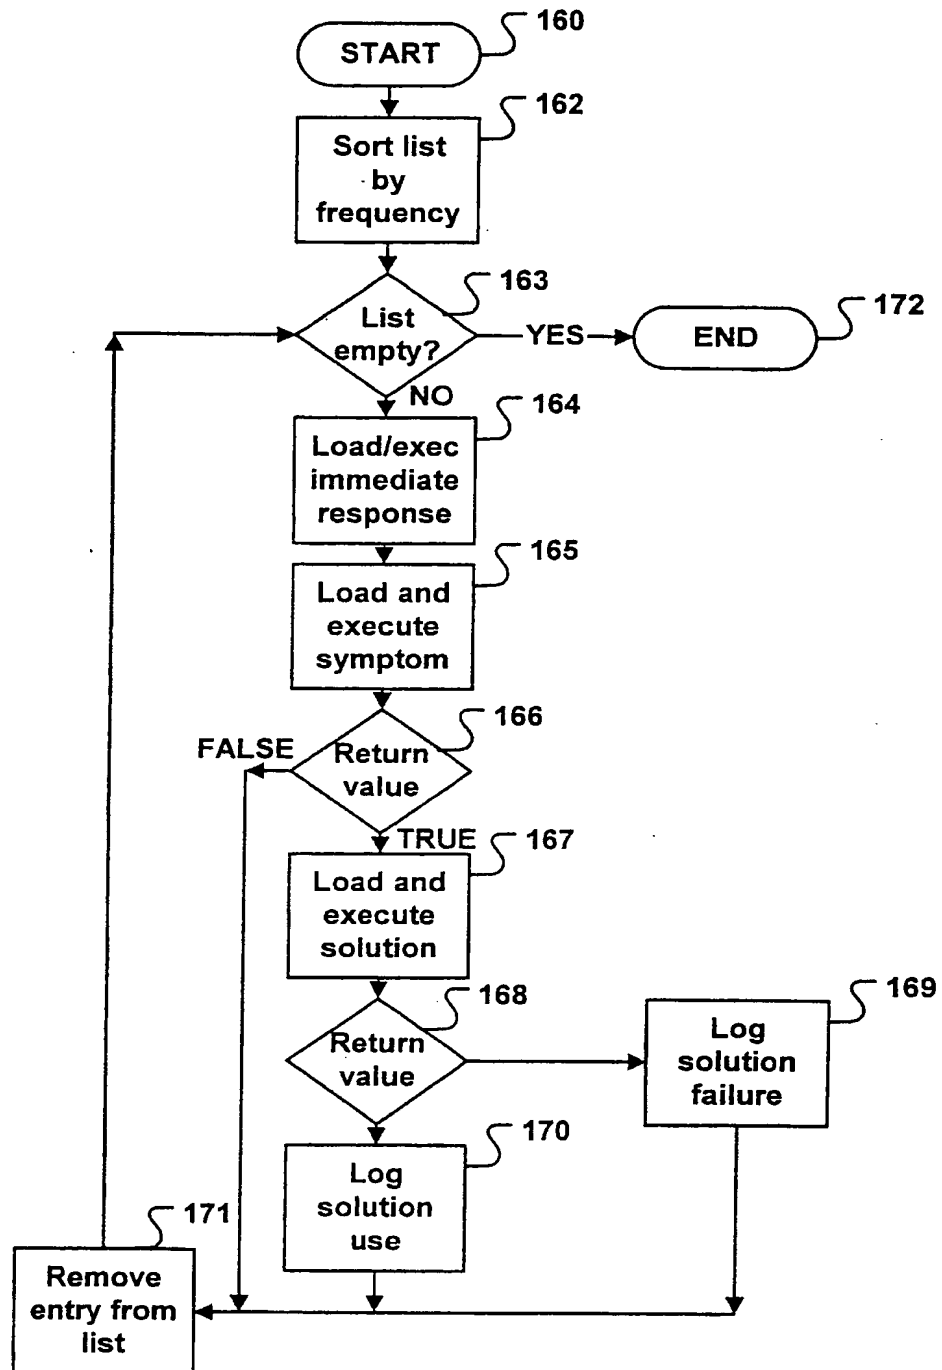 START
160
162
Sort list
by
frequency
163
List
empty?
YES
END
172
NO
164
Load/exec
immediate
response
165
Load and
execute
symptom
166
FALSE
Return
value
TRUE
167
Load and
execute
solution
168
Return
value
169
Log
solution
failure
170
Log
solution
use
171
Remove
entry from
list